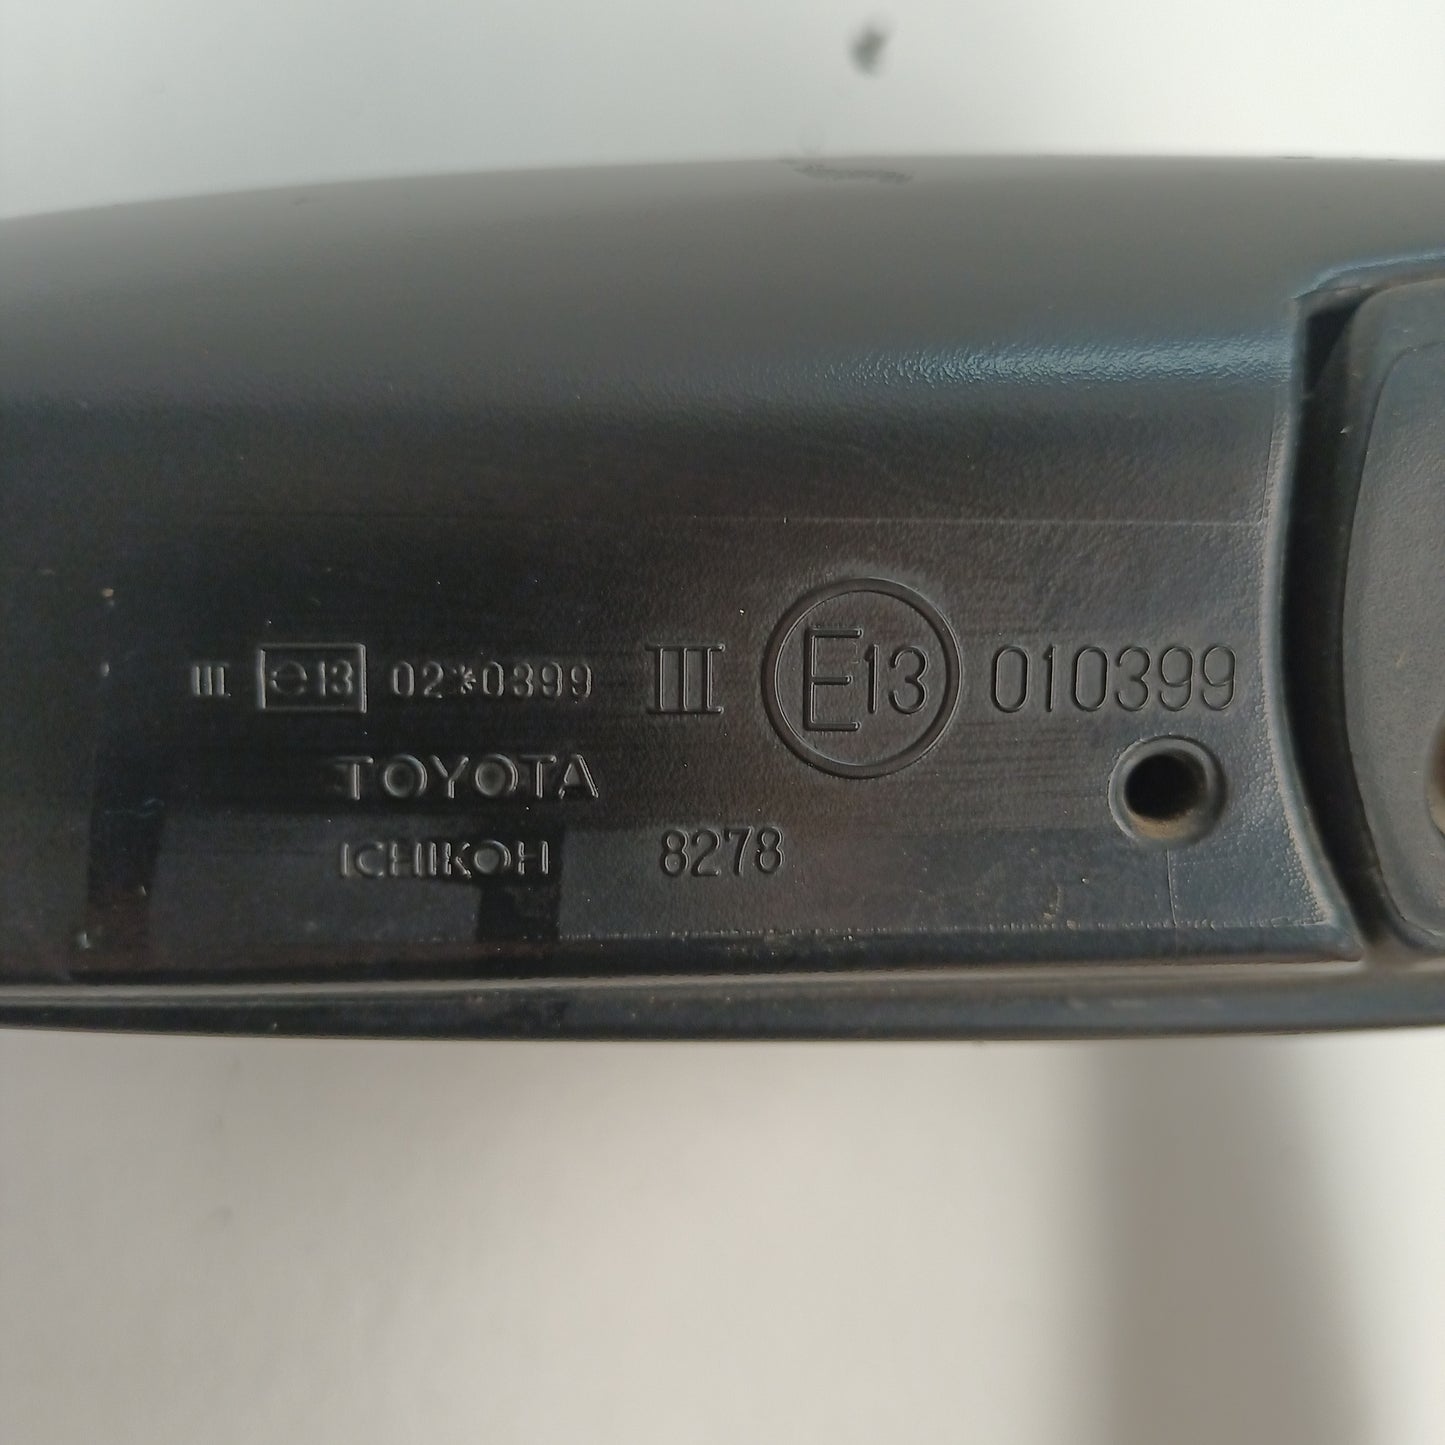 III e13 02*0399 III E13 010399
TOYOTA
ICHIKOH 8278